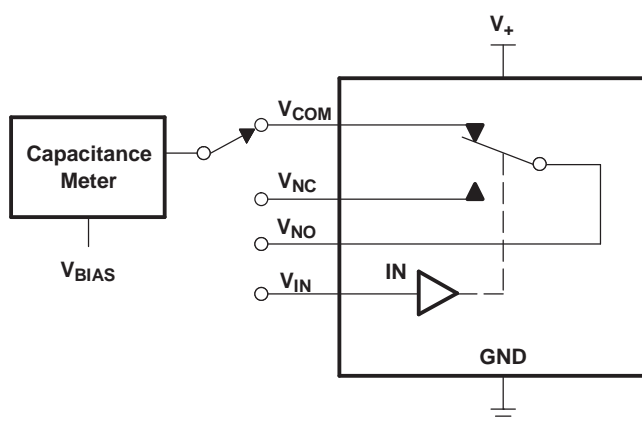 V+
VCOM
Capacitance
Meter
VNC
VNO
VBIAS
VIN
IN
GND